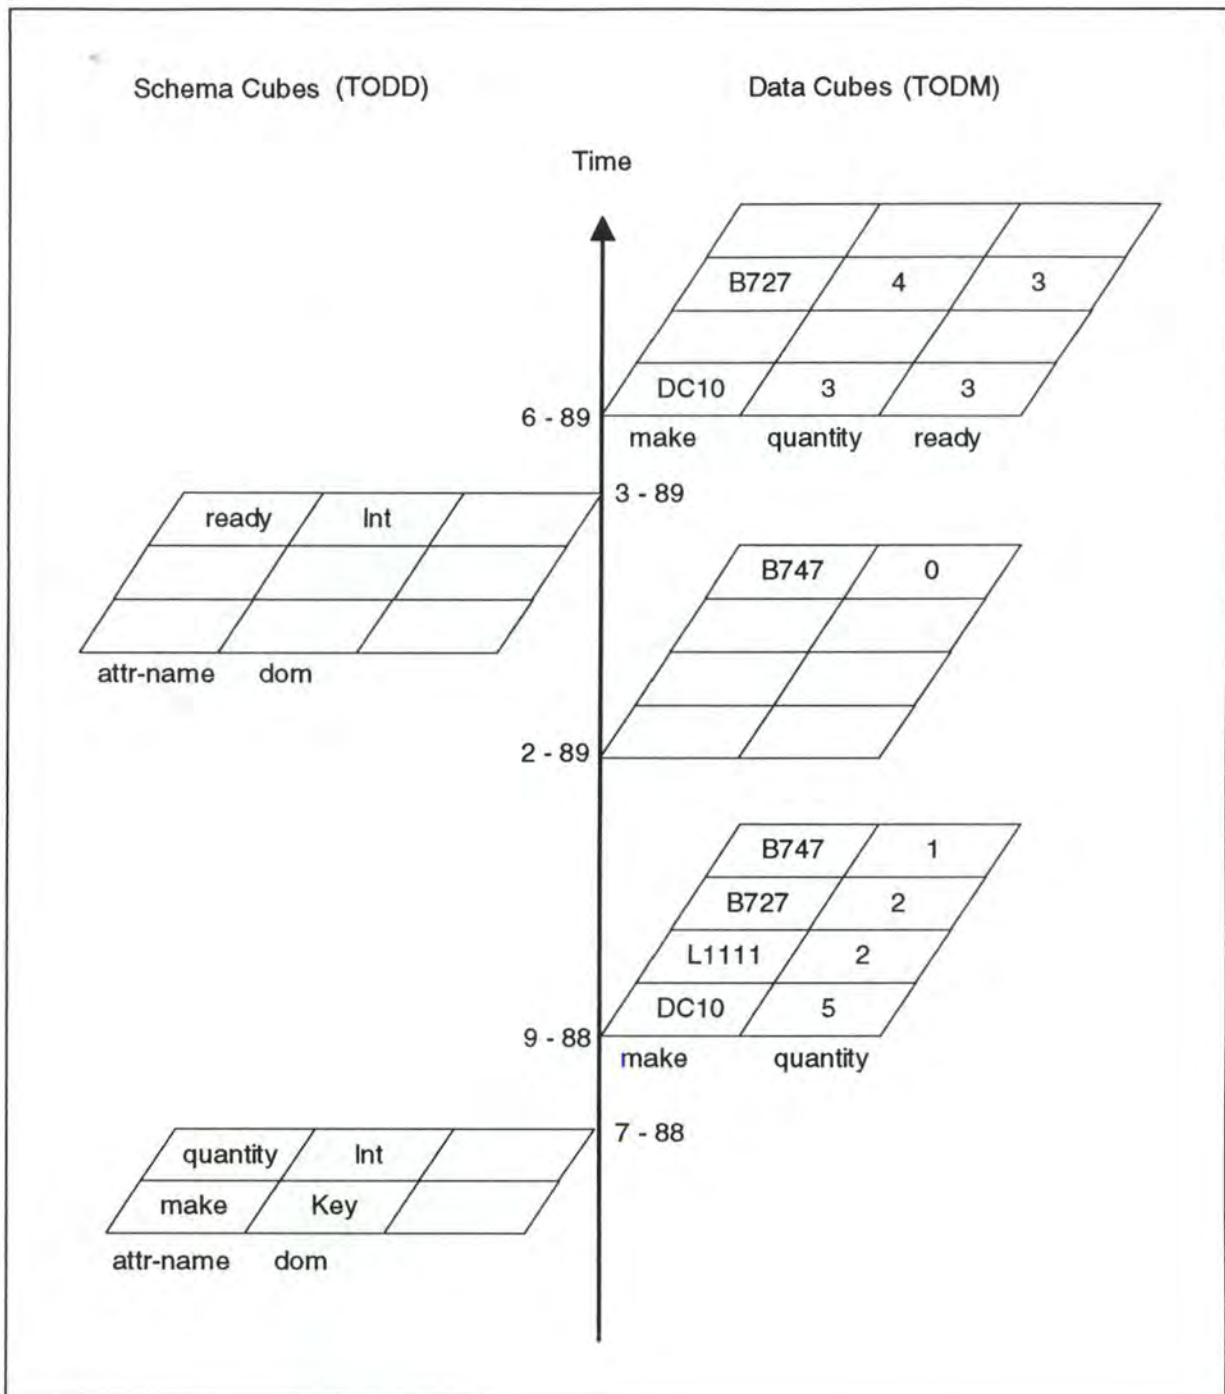 Schema Cubes (TODD) Data Cubes (TODM)
Time
B727 4 3
DC10 3 3
6 - 89
make quantity ready
3 - 89
ready Int
B747 0
attr-name dom
2 - 89
B747 1
B727 2
L1111 2
DC10 5
9 - 88
make quantity
7 - 88
quantity Int
make Key
attr-name dom